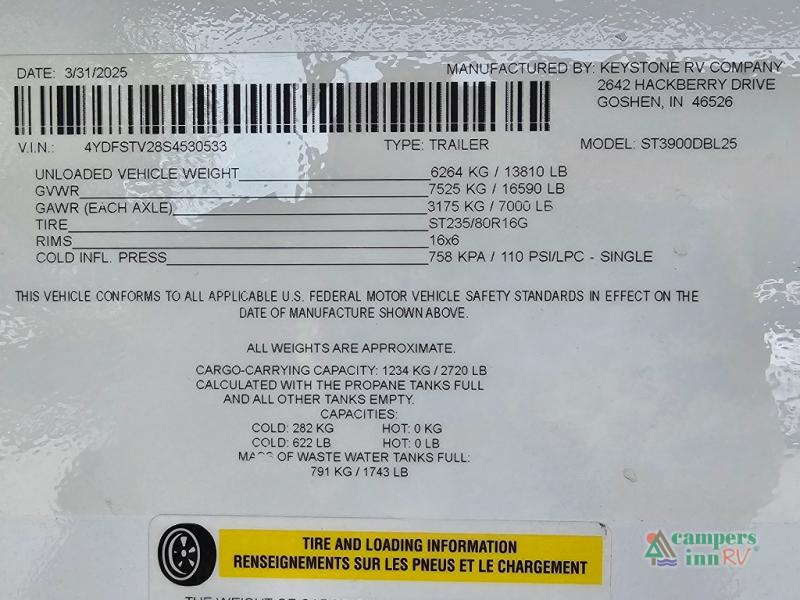 DATE: 3/31/2025
MANUFACTURED BY: KEYSTONE RV COMPANY
2642 HACKBERRY DRIVE
GOSHEN, IN 46526
V.I.N.: 4YDFSTV28S4530533 TYPE: TRAILER MODEL: ST3900DBL25
UNLOADED VEHICLE WEIGHT 6264 KG / 13810 LB
GVWR 7525 KG / 16590 LB
GAWR (EACH AXLE) 3175 KG / 7000 LB
TIRE ST235/80R16G
RIMS 16x6
COLD INFL. PRESS 758 KPA / 110 PSI/LPC - SINGLE
THIS VEHICLE CONFORMS TO ALL APPLICABLE U.S. FEDERAL MOTOR VEHICLE SAFETY STANDARDS IN EFFECT ON THE
DATE OF MANUFACTURE SHOWN ABOVE.
ALL WEIGHTS ARE APPROXIMATE.
CARGO-CARRYING CAPACITY: 1234 KG / 2720 LB
CALCULATED WITH THE PROPANE TANKS FULL
AND ALL OTHER TANKS EMPTY.
CAPACITIES:
COLD: 282 KG HOT: 0 KG
COLD: 622 LB HOT: 0 LB
MASS OF WASTE WATER TANKS FULL:
791 KG / 1743 LB
TIRE AND LOADING INFORMATION
RENSEIGNEMENTS SUR LES PNEUS ET LE CHARGEMENT
campers
inn RV
THE WEIGHT OF